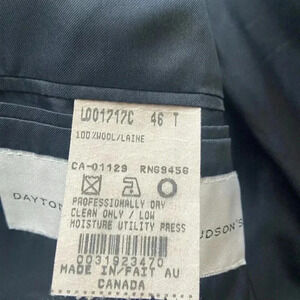 L001717C 46 T
100%WOOL/LAINE
CA-01129 RN69456
DAYTON
UDSON'S
PROFESSIONALLY DRY
CLEAN ONLY / LOW
MOISTURE UTILITY PRESS
0031923470
MADE IN/FAIT AU
CANADA